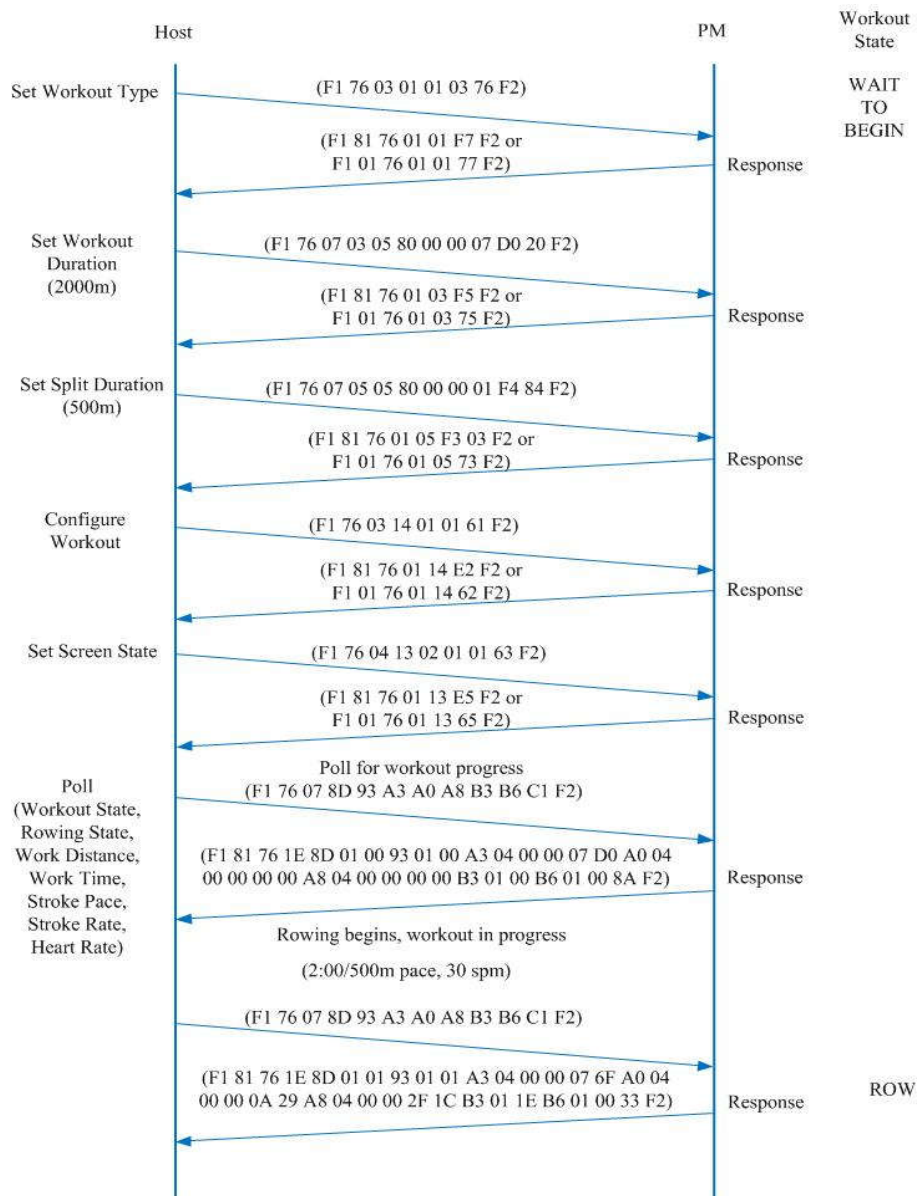 Host
PM
Workout
State
Set Workout Type
(F1 76 03 01 01 03 76 F2)
WAIT
TO
BEGIN
(F1 81 76 01 01 F7 F2 or
F1 01 76 01 01 77 F2)
Response
Set Workout
Duration
(2000m)
(F1 76 07 03 05 80 00 00 07 D0 20 F2)
(F1 81 76 01 03 F5 F2 or
F1 01 76 01 03 75 F2)
Response
Set Split Duration
(500m)
(F1 76 07 05 05 80 00 00 01 F4 84 F2)
(F1 81 76 01 05 F3 03 F2 or
F1 01 76 01 05 73 F2)
Response
Configure
Workout
(F1 76 03 14 01 01 61 F2)
(F1 81 76 01 14 E2 F2 or
F1 01 76 01 14 62 F2)
Response
Set Screen State
(F1 76 04 13 02 01 01 63 F2)
(F1 81 76 01 13 E5 F2 or
F1 01 76 01 13 65 F2)
Response
Poll
(Workout State,
Rowing State,
Work Distance,
Work Time,
Stroke Pace,
Stroke Rate,
Heart Rate)
Poll for workout progress
(F1 76 07 8D 93 A3 A0 A8 B3 B6 C1 F2)
(F1 81 76 1E 8D 01 00 93 01 00 A3 04 00 00 07 D0 A0 04
00 00 00 00 A8 04 00 00 00 00 B3 01 00 B6 01 00 8A F2)
Response
Rowing begins, workout in progress
(2:00/500m pace, 30 spm)
(F1 76 07 8D 93 A3 A0 A8 B3 B6 C1 F2)
(F1 81 76 1E 8D 01 01 93 01 01 A3 04 00 00 07 6F A0 04
00 00 0A 29 A8 04 00 00 2F 1C B3 01 1E B6 01 00 33 F2)
Response
ROW